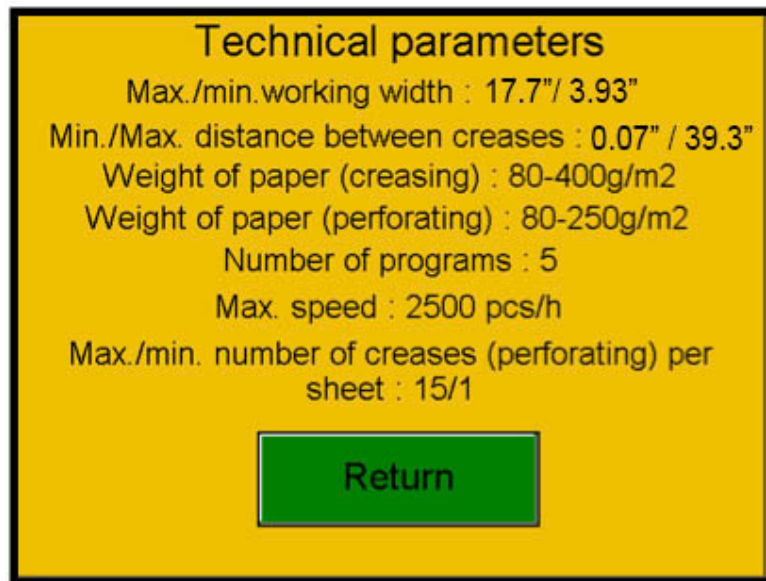 Technical parameters
Max./min.working width : 17.7”/ 3.93”
Min./Max. distance between creases : 0.07” / 39.3”
Weight of paper (creasing) : 80-400g/m2
Weight of paper (perforating) : 80-250g/m2
Number of programs : 5
Max. speed : 2500 pcs/h
Max./min. number of creases (perforating) per
sheet : 15/1
Return